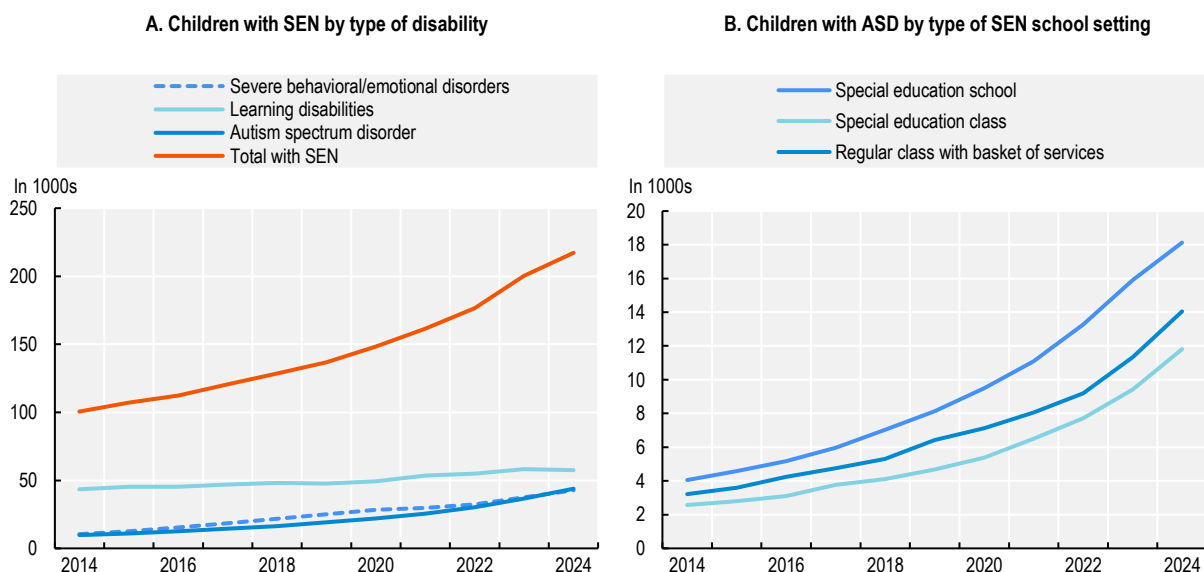 A. Children with SEN by type of disability
Severe behavioral/emotional disorders
Learning disabilities
Autism spectrum disorder
Total with SEN
In 1000s
250
200
150
100
50
0
2014 2016 2018 2020 2022 2024
B. Children with ASD by type of SEN school setting
Special education school
Special education class
Regular class with basket of services
In 1000s
20
18
16
14
12
10
8
6
4
2
0
2014 2016 2018 2020 2022 2024